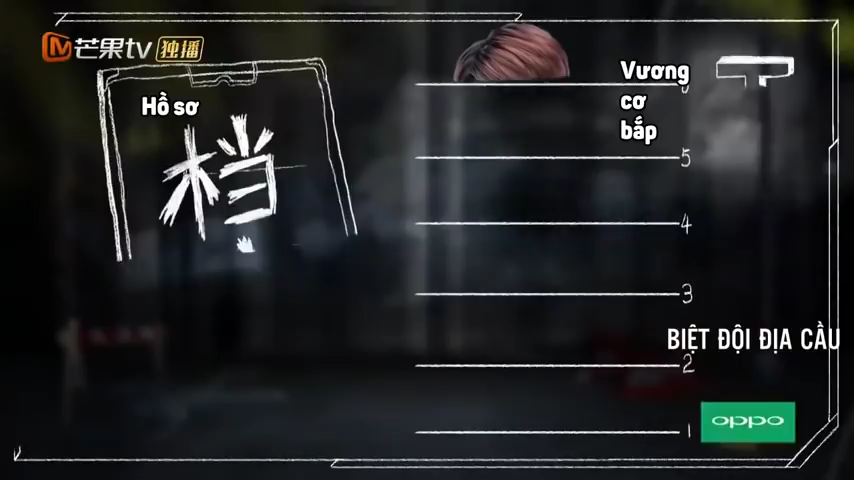 芒果tv 独播
Hồ sơ
档
Vương
cơ
bắp
5
4
3
BIỆT ĐỘI ĐỊA CẦU
2
1
oppo